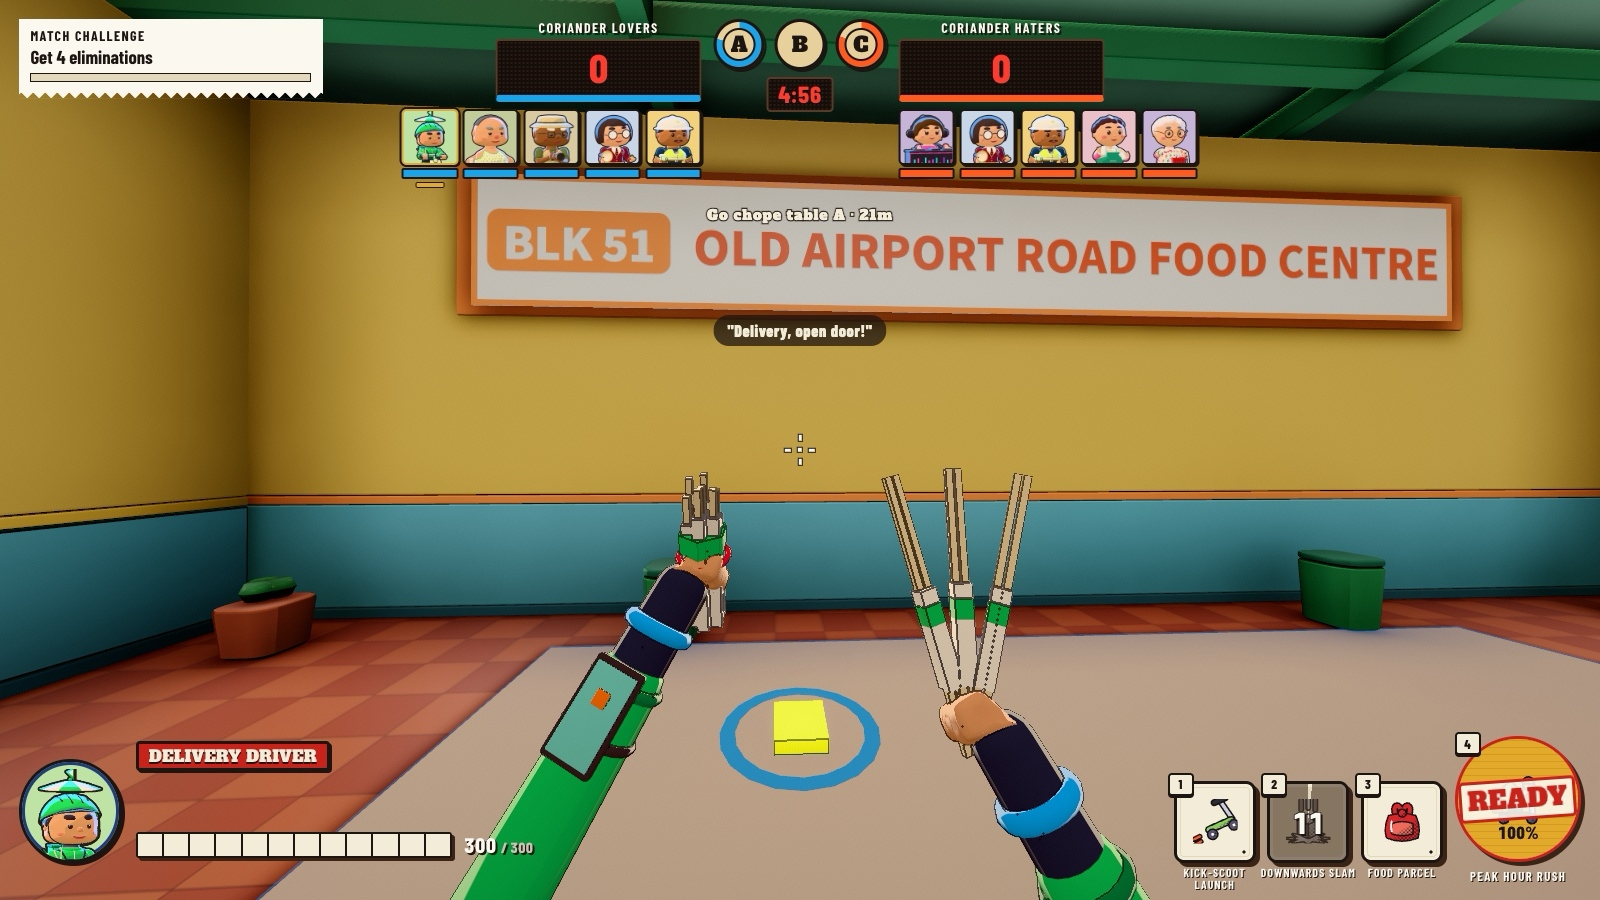 MATCH CHALLENGE
Get 4 eliminations
CORIANDER LOVERS
0
A
B
C
4:56
CORIANDER HATERS
0
Go chope table A · 21m
BLK 51
OLD AIRPORT ROAD FOOD CENTRE
"Delivery, open door!"
DELIVERY DRIVER
300 / 300
1
KICK-SCOOT
LAUNCH
2
11
DOWNWARDS SLAM
3
FOOD PARCEL
4
READY
100%
PEAK HOUR RUSH